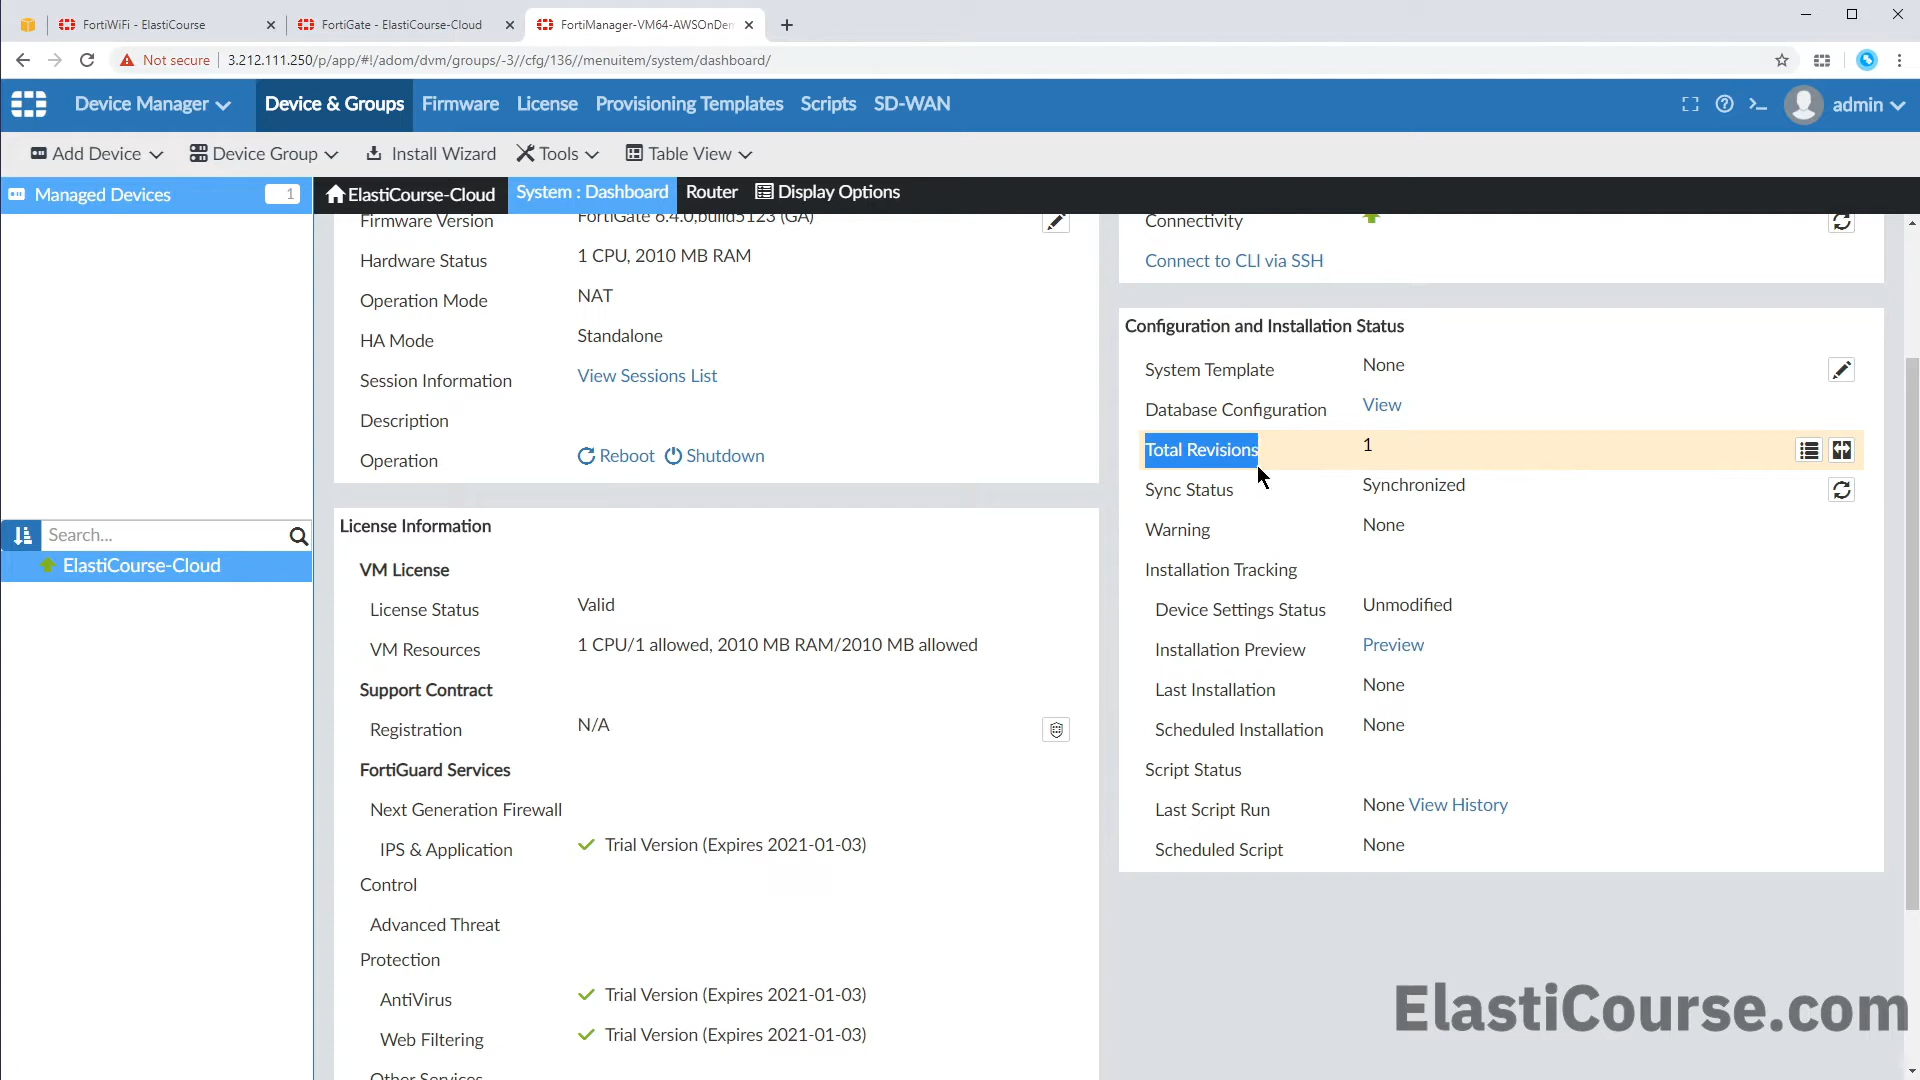 FortiWiFi - ElastiCourse
FortiGate - ElastiCourse-Cloud
FortiManager-VM64-AWSOnDem
Not secure
3.212.111.250/p/app/#!/adom/dvm/groups/-3//cfg/136//menuitem/system/dashboard/
Device Manager
Device & Groups
Firmware
License
Provisioning Templates
Scripts
SD-WAN
admin
Add Device
Device Group
Install Wizard
Tools
Table View
Managed Devices
1
ElastiCourse-Cloud
System : Dashboard
Router
Display Options
Search...
ElastiCourse-Cloud
Firmware Version FortiGate 6.4.0,build5123 (GA)
Hardware Status 1 CPU, 2010 MB RAM
Operation Mode NAT
HA Mode Standalone
Session Information View Sessions List
Description
Operation Reboot Shutdown
License Information
VM License
License Status Valid
VM Resources 1 CPU/1 allowed, 2010 MB RAM/2010 MB allowed
Support Contract
Registration N/A
FortiGuard Services
Next Generation Firewall
IPS & Application Trial Version (Expires 2021-01-03)
Control
Advanced Threat
Protection
AntiVirus Trial Version (Expires 2021-01-03)
Web Filtering Trial Version (Expires 2021-01-03)
Other Services
Connectivity
Connect to CLI via SSH
Configuration and Installation Status
System Template None
Database Configuration View
Total Revisions 1
Sync Status Synchronized
Warning None
Installation Tracking
Device Settings Status Unmodified
Installation Preview Preview
Last Installation None
Scheduled Installation None
Script Status
Last Script Run None View History
Scheduled Script None
ElastiCourse.com